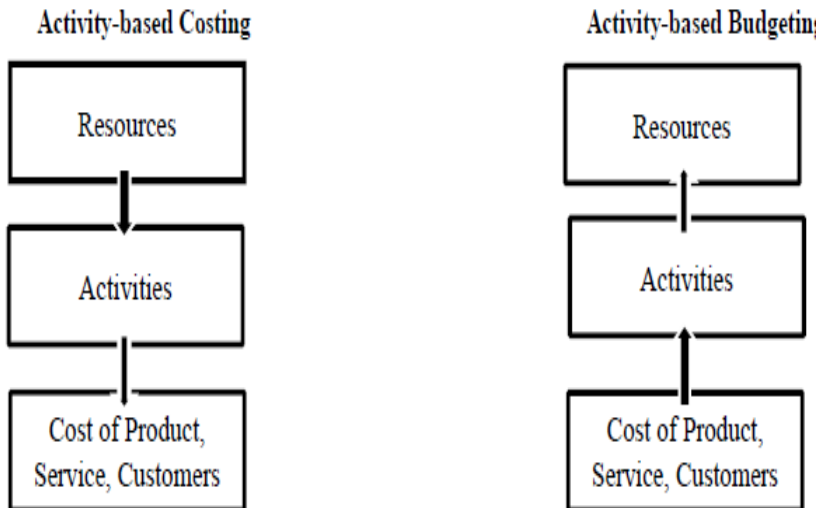 Activity-based Costing
Resources
Activities
Cost of Product,
Service, Customers
Activity-based Budgeting
Resources
Activities
Cost of Product,
Service, Customers